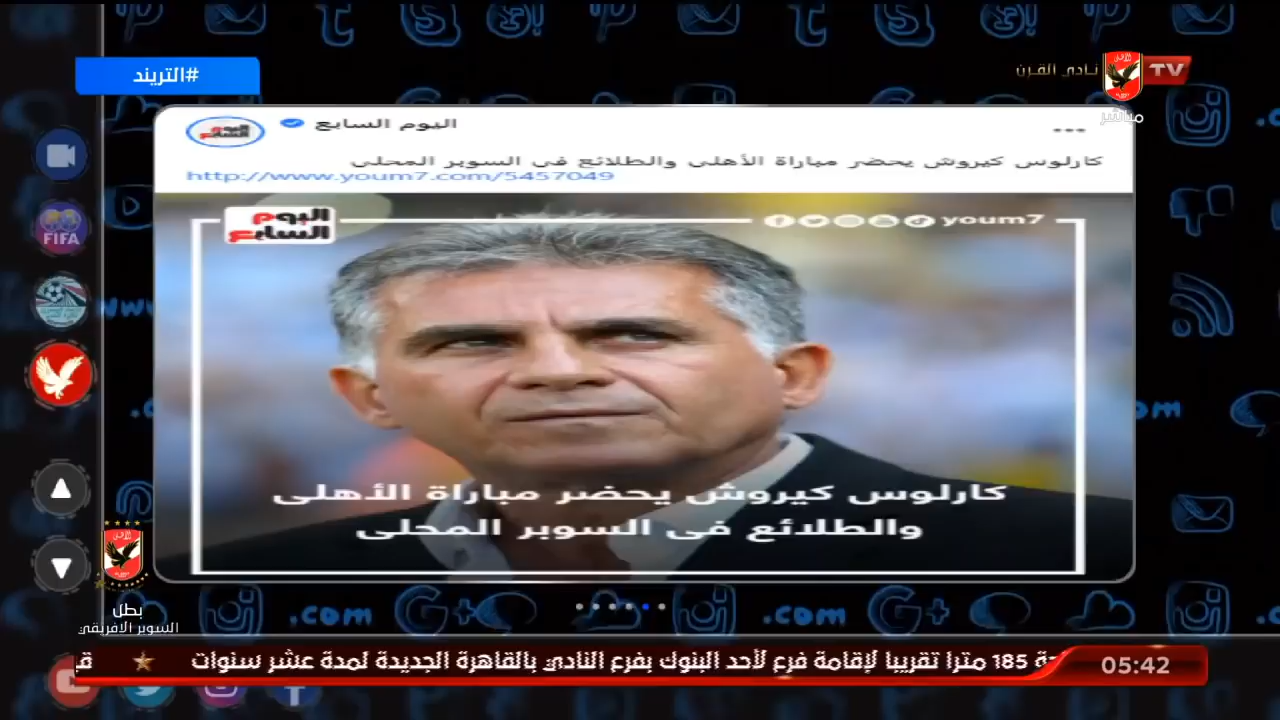 #التريند
نادي القرن
TV
مباشر
اليوم السابع
كارلوس كيروش يحضر مباراة الأهلى والطلائع فى السوبر المحلى
http://www.youm7.com/5457049
اليوم السابع
youm7
FIFA
كارلوس كيروش يحضر مباراة الأهلى
والطلائع فى السوبر المحلى
بطل
السوبر الافريقي
185 مترا تقريبا لإقامة فرع لأحد البنوك بفرع النادي بالقاهرة الجديدة لمدة عشر سنوات
05:42